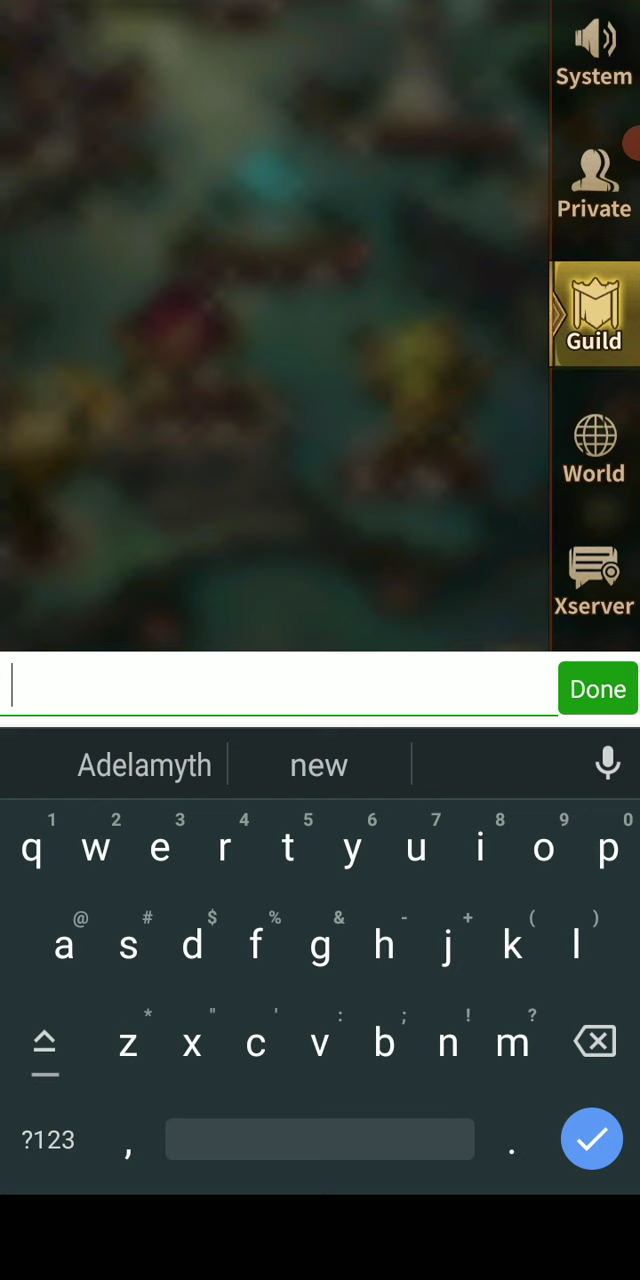 System
Private
Guild
World
Xserver
Done
Adelamyth new
1 2 3 4 5 6 7 8 9 0
q w e r t y u i o p
@ # $ % & - + ( )
a s d f g h j k l
* " ' : ; ! ?
z x c v b n m
?123 , .